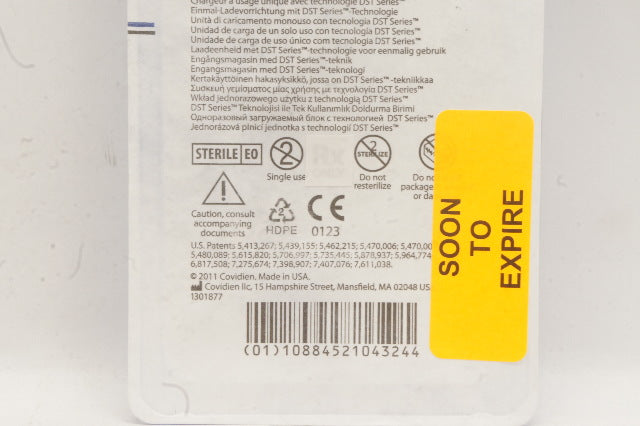 Chargeur à usage unique avec technologie DST Series™
Einmal-Ladevorrichtung mit DST Series™-Technologie
Unità di caricamento monouso con tecnologia DST Series™
Unidad de carga de un solo uso con tecnología DST Series™
Unidade de carga de uso único com tecnologia DST Series™
Laadeenheid met DST Series™-technologie voor eenmalig gebruik
Engångsmagasin med DST Series™-teknik
Engangsmagasin med DST Series™-teknologi
Kertakäyttöinen hakasyksikkö, jossa on DST Series™-tekniikkaa
Συσκευή γεμίσματος μίας χρήσης με τεχνολογία DST Series™
Wkład jednorazowego użytku z technologią DST Series™
DST Series™ Teknolojisi ile Tek Kullanımlık Doldurma Birimi
Одноразовый загружаемый блок с технологией DST Series™
Jednorázová plnicí jednotka s technologií DST Series™
STERILE EO
2
Single use
2
STERILIZE
Do not
resterilize
Do no
package
or da
Caution, consult
accompanying
documents
2
HDPE
CE
0123
U.S. Patents 5,413,267; 5,439,155; 5,462,215; 5,470,006; 5,470,00
5,480,089; 5,615,820; 5,706,997; 5,735,445; 5,878,937; 5,964,774
6,817,508; 7,275,674; 7,398,907; 7,407,076; 7,611,038.
© 2011 Covidien. Made in USA.
Covidien llc, 15 Hampshire Street, Mansfield, MA 02048 US
1301877
(01)10884521043244
SOON
TO
EXPIRE